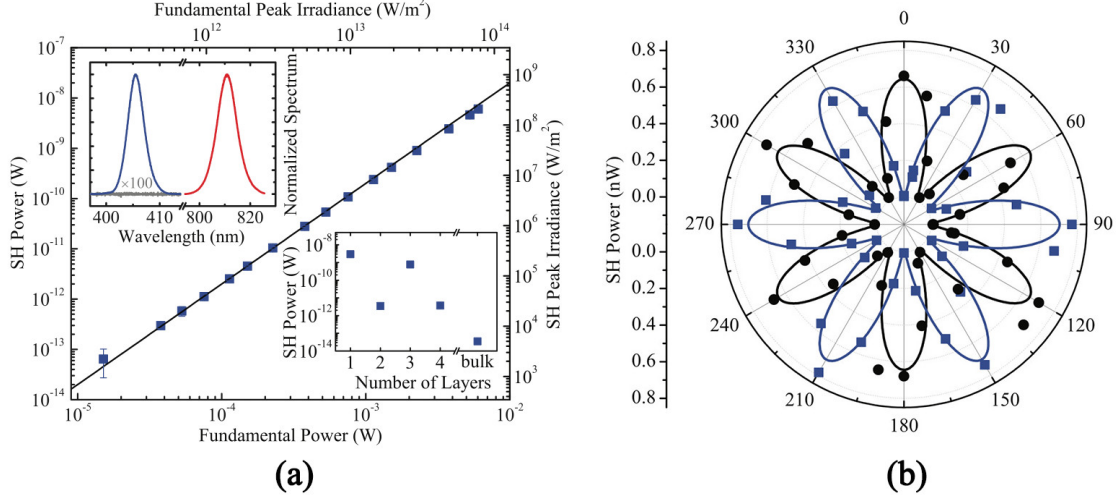 Fundamental Peak Irradiance (W/m²)
10¹² 10¹³ 10¹⁴
SH Power (W)
10⁻⁷
10⁻⁸
10⁻⁹
10⁻¹⁰
10⁻¹¹
10⁻¹²
10⁻¹³
10⁻¹⁴
Normalized Spectrum
×100
400 410 800 820
Wavelength (nm)
SH Power (W)
10⁻⁸
10⁻¹⁰
10⁻¹²
10⁻¹⁴
1 2 3 4 bulk
Number of Layers
10⁹
10⁸
10⁷
10⁶
10⁵
10⁴
10³
SH Peak Irradiance (W/m²)
10⁻⁵ 10⁻⁴ 10⁻³ 10⁻²
Fundamental Power (W)
(a)
SH Power (nW)
0.8
0.6
0.4
0.2
0.0
0.0
0.2
0.4
0.6
0.8
0
30
60
90
120
150
180
210
240
270
300
330
(b)